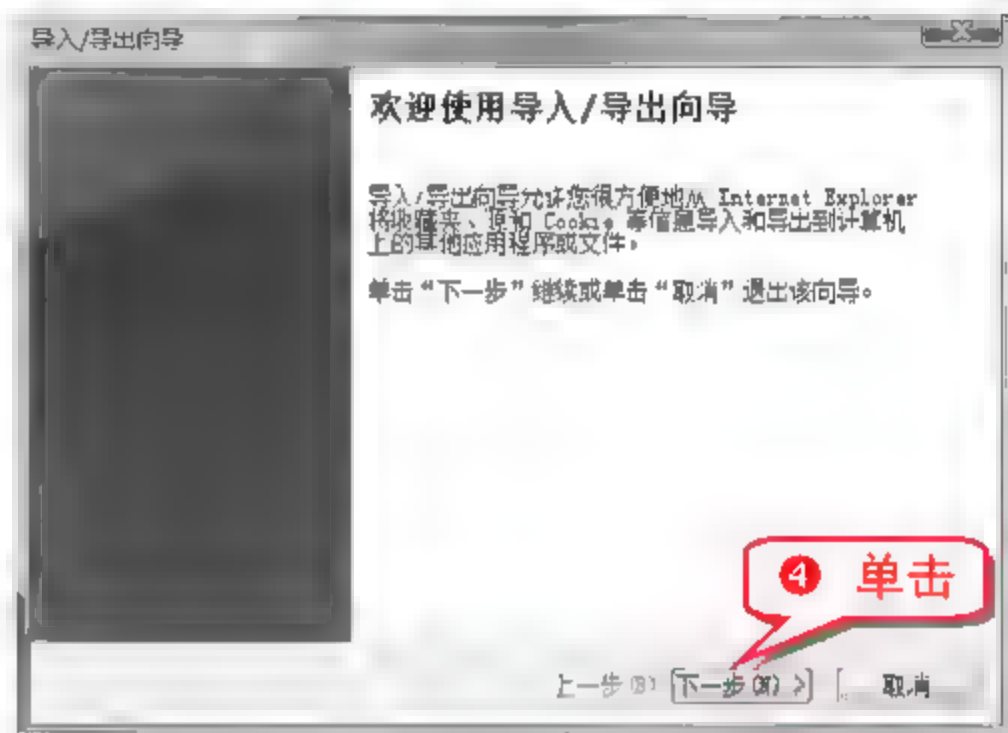 导入/导出向导
欢迎使用导入/导出向导
导入/导出向导允许您很方便地从 Internet Explorer
将收藏夹、源和 Cookie 等信息导入和导出到计算机
上的其他应用程序或文件。
单击“下一步”继续或单击“取消”退出该向导。
4 单击
上一步(B) 下一步(N) > 取消